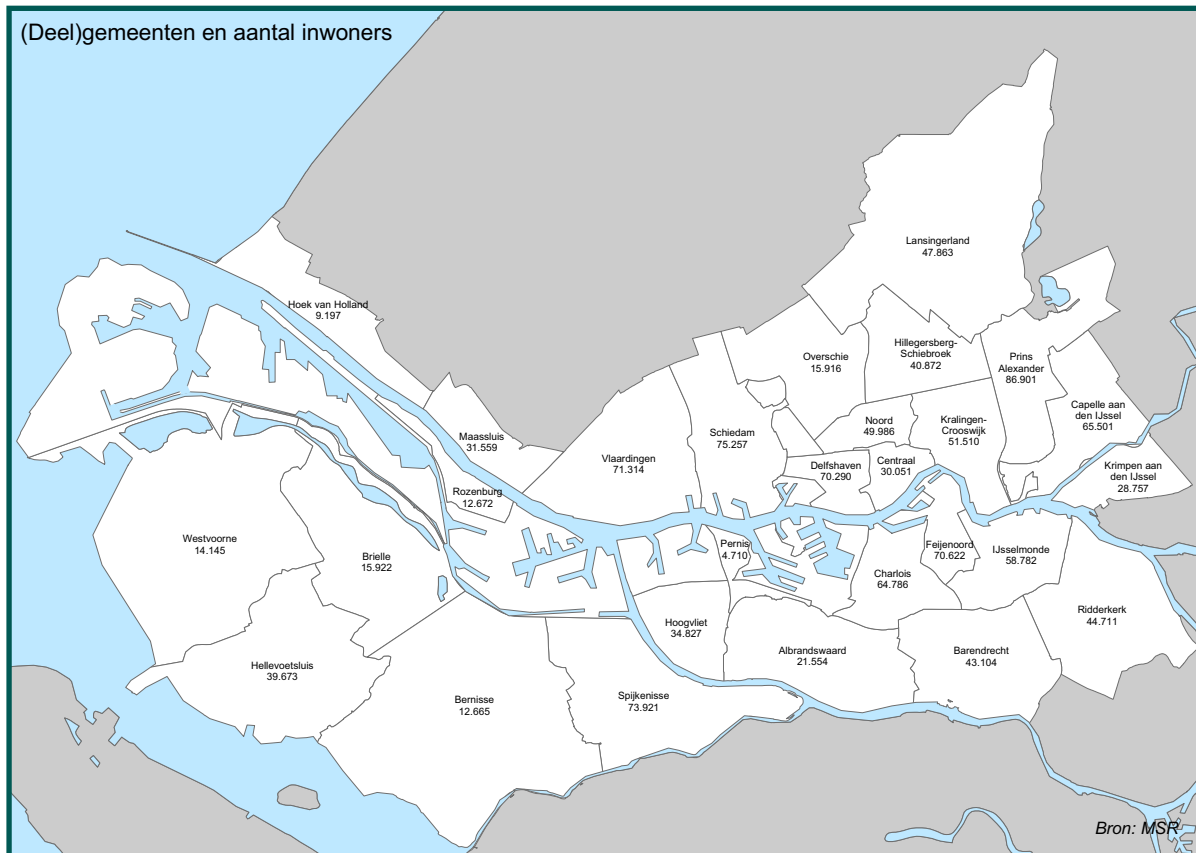 (Deel)gemeenten en aantal inwoners
Lansingerland
47.863
Hoek van Holland
9.197
Overschie
15.916
Hillegersberg-
Schiebroek
40.872
Prins
Alexander
86.901
Capelle aan
den IJssel
65.501
Maassluis
31.559
Schiedam
75.257
Noord
49.986
Kralingen-
Crooswijk
51.510
Vlaardingen
71.314
Delfshaven
70.290
Centraal
30.051
Krimpen aan
den IJssel
28.757
Rozenburg
12.672
Westvoorne
14.145
Brielle
15.922
Pernis
4.710
Feijenoord
70.622
IJsselmonde
58.782
Charlois
64.786
Hoogvliet
34.827
Ridderkerk
44.711
Albrandswaard
21.554
Barendrecht
43.104
Hellevoetsluis
39.673
Bernisse
12.665
Spijkenisse
73.921
Bron: MSR